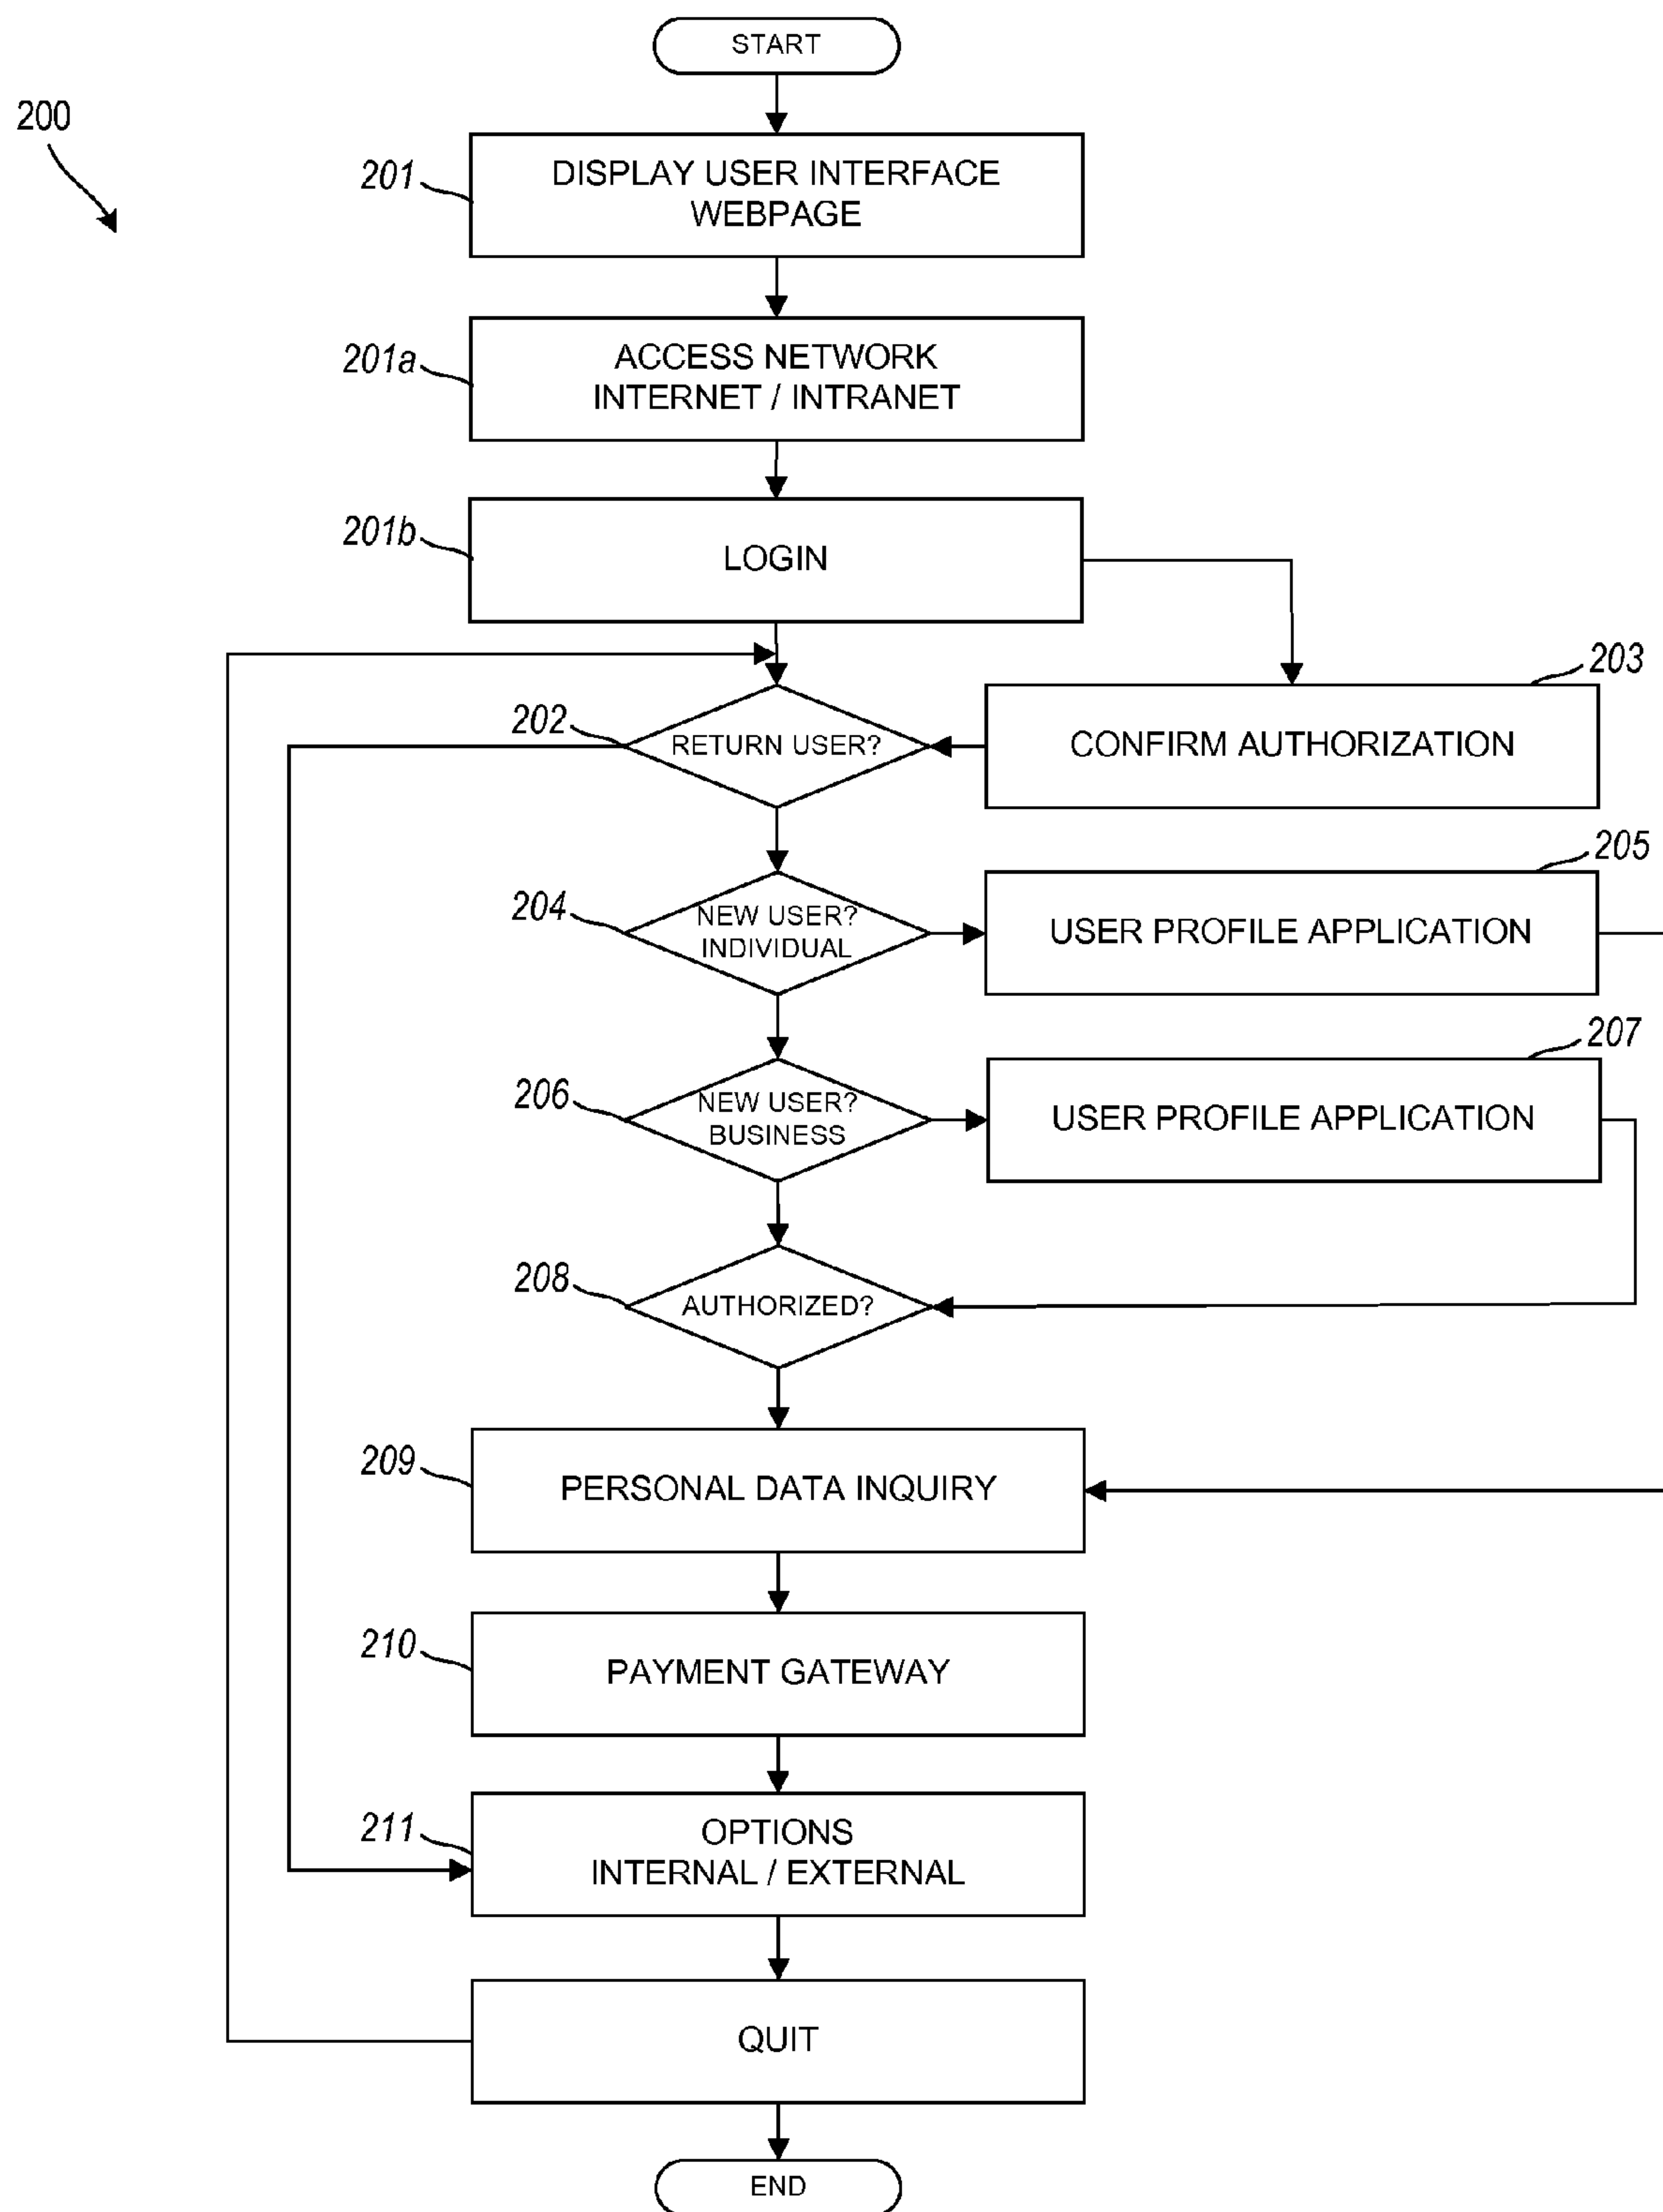 START
200
201
DISPLAY USER INTERFACE
WEBPAGE
201a
ACCESS NETWORK
INTERNET / INTRANET
201b
LOGIN
203
202
RETURN USER?
CONFIRM AUTHORIZATION
205
204
NEW USER?
INDIVIDUAL
USER PROFILE APPLICATION
207
206
NEW USER?
BUSINESS
USER PROFILE APPLICATION
208
AUTHORIZED?
209
PERSONAL DATA INQUIRY
210
PAYMENT GATEWAY
211
OPTIONS
INTERNAL / EXTERNAL
QUIT
END